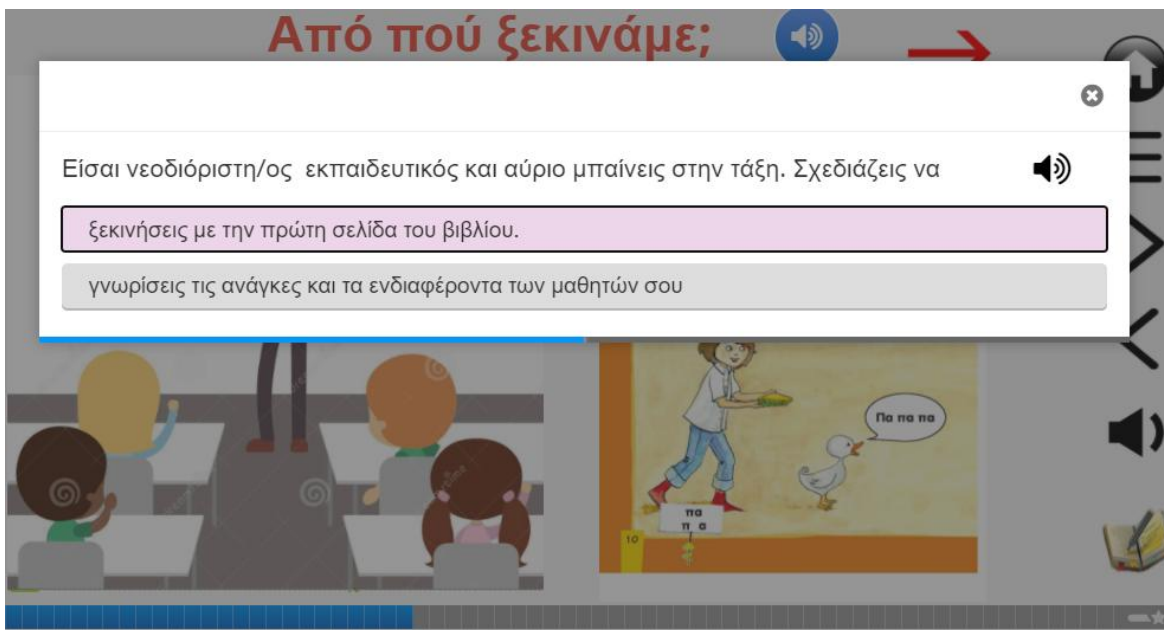 Από πού ξεκινάμε;
Είσαι νεοδιόριστη/ος εκπαιδευτικός και αύριο μπαίνεις στην τάξη. Σχεδιάζεις να
ξεκινήσεις με την πρώτη σελίδα του βιβλίου.
γνωρίσεις τις ανάγκες και τα ενδιαφέροντα των μαθητών σου
Πα πα πα
πα
π α
10